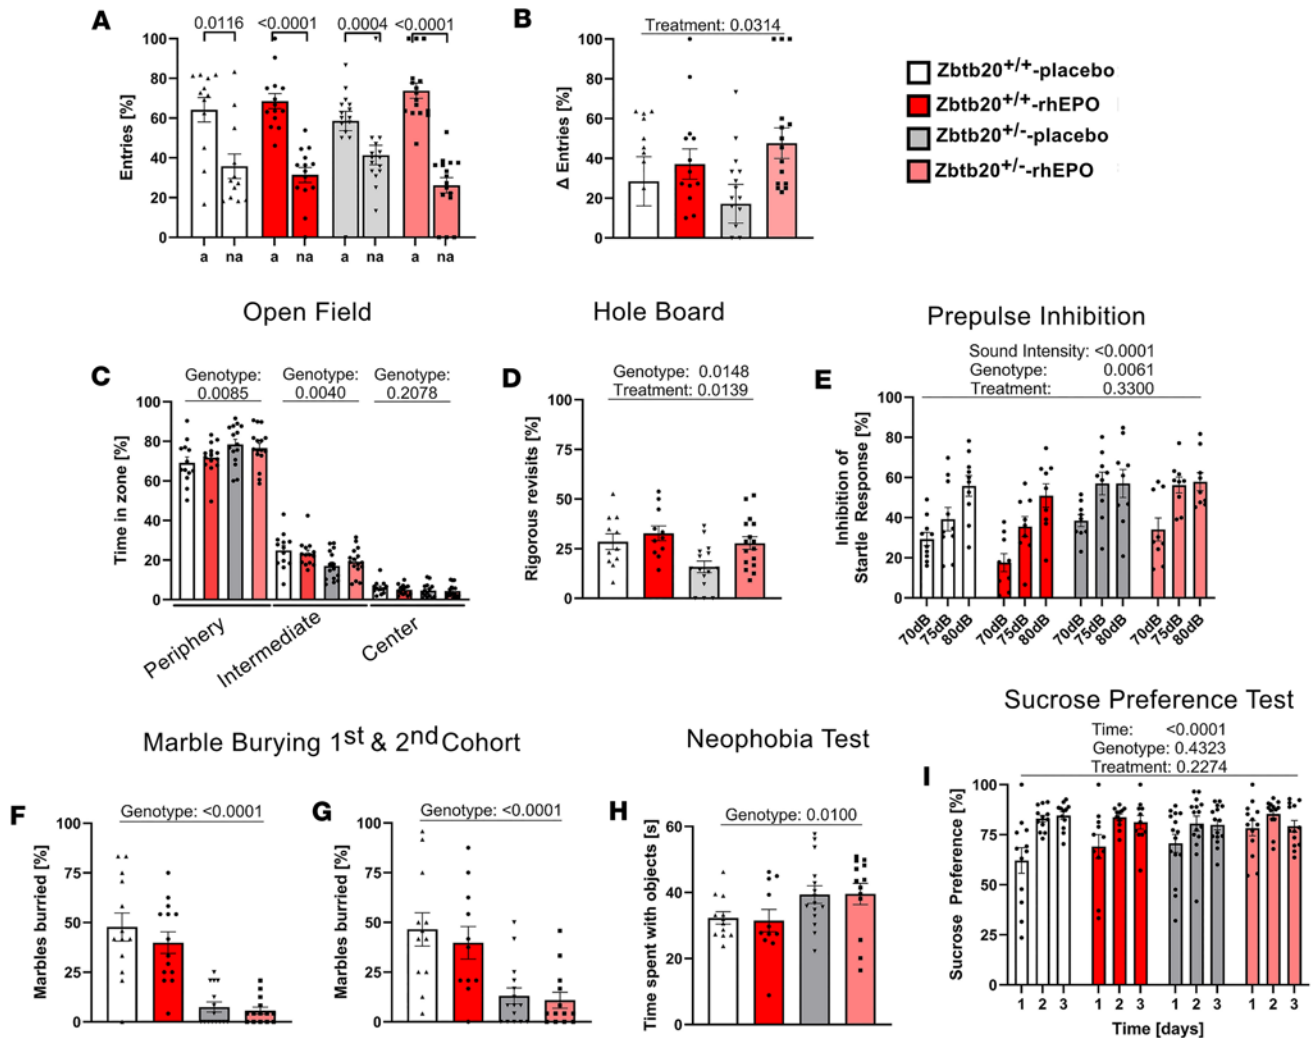 A
0.0116 <0.0001 0.0004 <0.0001
Entries [%]
100
80
60
40
20
0
a na a na a na a na
B
Treatment: 0.0314
Δ Entries [%]
100
80
60
40
20
0
Zbtb20+/+-placebo
Zbtb20+/+-rhEPO
Zbtb20+/--placebo
Zbtb20+/--rhEPO
Open Field
C
Genotype: Genotype: Genotype:
0.0085 0.0040 0.2078
Time in zone [%]
100
80
60
40
20
0
Periphery Intermediate Center
Hole Board
D
Genotype: 0.0148
Treatment: 0.0139
Rigorous revisits [%]
100
75
50
25
0
Prepulse Inhibition
Sound Intensity: <0.0001
Genotype: 0.0061
Treatment: 0.3300
E
Inhibition of
Startle Response [%]
100
80
60
40
20
0
70dB 75dB 80dB 70dB 75dB 80dB 70dB 75dB 80dB 70dB 75dB 80dB
Marble Burying 1st & 2nd Cohort
F
Genotype: <0.0001
Marbles burried [%]
100
75
50
25
0
G
Genotype: <0.0001
Marbles burried [%]
100
75
50
25
0
Neophobia Test
H
Genotype: 0.0100
Time spent with objects [s]
60
40
20
0
Sucrose Preference Test
Time: <0.0001
Genotype: 0.4323
Treatment: 0.2274
I
Sucrose Preference [%]
100
75
50
25
0
1 2 3 1 2 3 1 2 3 1 2 3
Time [days]